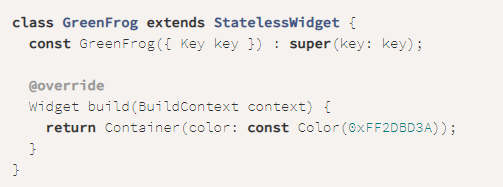 class GreenFrog extends StatelessWidget {
  const GreenFrog({ Key key }) : super(key: key);

  @override
  Widget build(BuildContext context) {
    return Container(color: const Color(0xFF2DBD3A));
  }
}